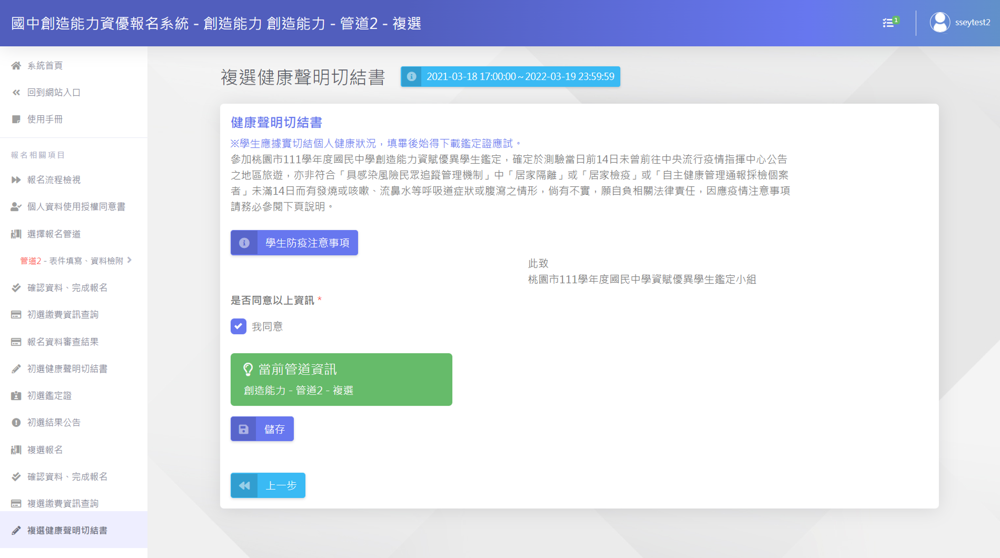 國中創造能力資優報名系統 - 創造能力 創造能力 - 管道2 - 複選
1
sseytest2
系統首頁
回到網站入口
使用手冊
報名相關項目
報名流程檢視
個人資料使用授權同意書
選擇報名管道
管道2 - 表件填寫、資料檢附
確認資料、完成報名
初選繳費資訊查詢
報名資料審查結果
初選健康聲明切結書
初選鑑定證
初選結果公告
複選報名
確認資料、完成報名
複選繳費資訊查詢
複選健康聲明切結書
複選健康聲明切結書
2021-03-18 17:00:00 ~ 2022-03-19 23:59:59
健康聲明切結書
※學生應據實切結個人健康狀況，填畢後始得下載鑑定證應試。
參加桃園市111學年度國民中學創造能力資賦優異學生鑑定，確定於測驗當日前14日未曾前往中央流行疫情指揮中心公告
之地區旅遊，亦非符合「具感染風險民眾追蹤管理機制」中「居家隔離」或「居家檢疫」或「自主健康管理通報採檢個案
者」未滿14日而有發燒或咳嗽、流鼻水等呼吸道症狀或腹瀉之情形，倘有不實，願自負相關法律責任，因應疫情注意事項
請務必參閱下頁說明。
學生防疫注意事項
此致
桃園市111學年度國民中學資賦優異學生鑑定小組
是否同意以上資訊 *
我同意
當前管道資訊
創造能力 - 管道2 - 複選
儲存
上一步